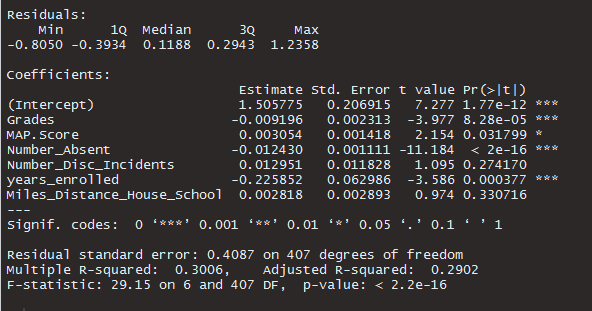 Residuals:
    Min      1Q  Median      3Q     Max
-0.8050 -0.3934  0.1188  0.2943  1.2358
Coefficients:
                             Estimate Std. Error t value Pr(>|t|)
(Intercept)                  1.505775   0.206915   7.277 1.77e-12 ***
Grades                      -0.009196   0.002313  -3.977 8.28e-05 ***
MAP.Score                    0.003054   0.001418   2.154 0.031799 *
Number_Absent               -0.012430   0.001111 -11.184  < 2e-16 ***
Number_Disc_Incidents        0.012951   0.011828   1.095 0.274170
years_enrolled              -0.225852   0.062986  -3.586 0.000377 ***
Miles_Distance_House_School  0.002818   0.002893   0.974 0.330716
---
Signif. codes:  0 ‘***’ 0.001 ‘**’ 0.01 ‘*’ 0.05 ‘.’ 0.1 ‘ ’ 1
Residual standard error: 0.4087 on 407 degrees of freedom
Multiple R-squared:  0.3006,    Adjusted R-squared:  0.2902
F-statistic: 29.15 on 6 and 407 DF,  p-value: < 2.2e-16